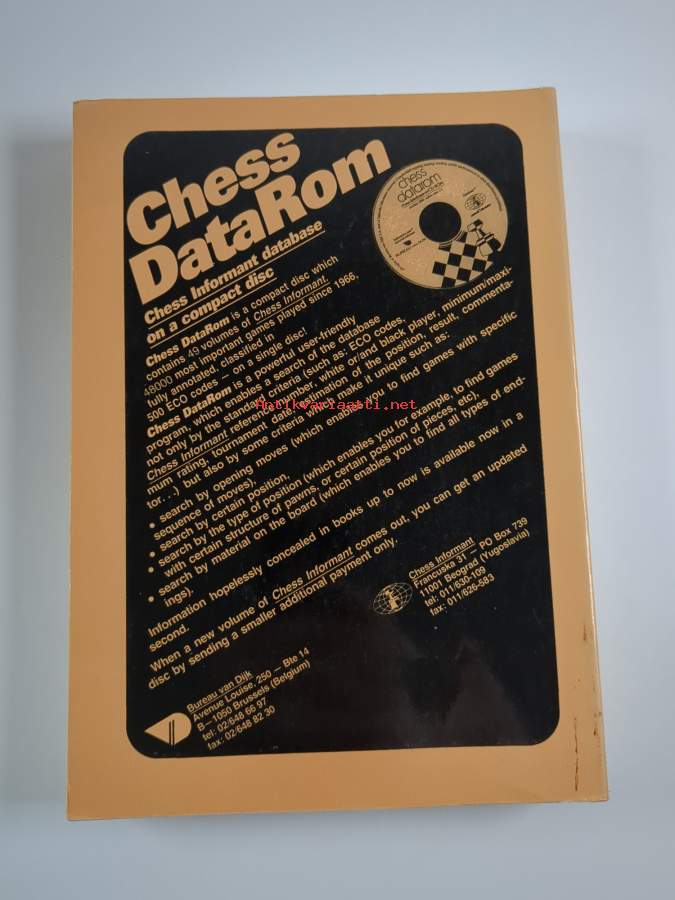 Chess
DataRom
Chess Informant database
on a compact disc
chess
datarom
Chess DataRom is a compact disc which
contains 49 volumes of Chess Informant,
48000 most important games played since 1966,
fully annotated, classified in
500 ECO codes — on a single disc!
Chess DataRom is a powerful user-friendly
program, which enables a search of the database
not only by the standard criteria (such as: ECO codes,
Chess Informant reference number, white or/and black player, minimum/maxi-
mum rating, tournament date, estimation of the position, result, commenta-
tor...) but also by some criteria which make it unique such as:
• search by opening moves (which enables you to find games with specific
sequence of moves),
• search by certain position,
• search by the type of position (which enables you for example, to find games
with certain structure of pawns, or certain position of pieces, etc),
• search by material on the board (which enables you to find all types of end-
ings).
Information hopelessly concealed in books up to now is available now in a
second.
When a new volume of Chess Informant comes out, you can get an updated
disc by sending a smaller additional payment only.
Chess Informant
Francuska 31 — PO Box 739
11001 Beograd (Yugoslavia)
tel: 011/630-109
fax: 011/626-583
Bureau van Dijk
Avenue Louise, 250 — Bte 14
B—1050 Brussels (Belgium)
tel: 02/648 66 97
fax: 02/648 82 30
Antikvariaatti.net